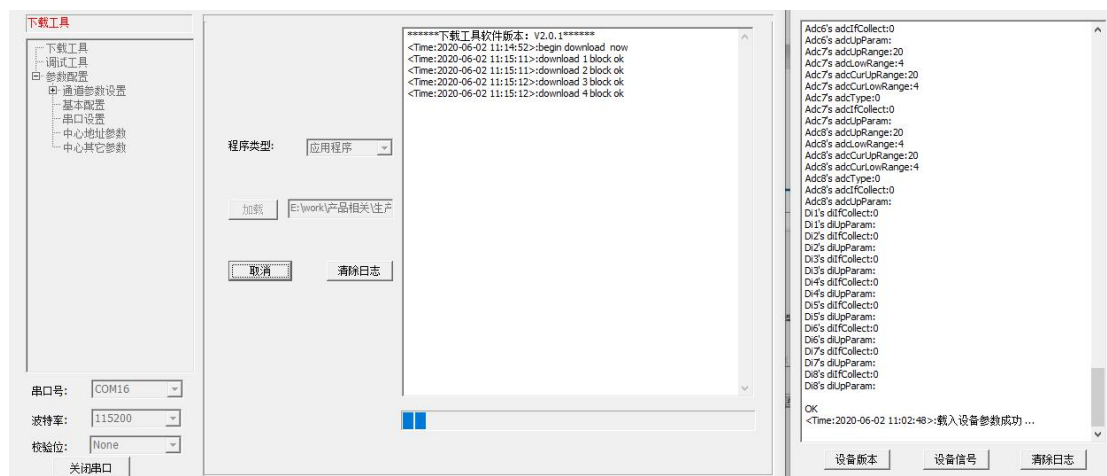 下载工具
下载工具
调式工具
参数配置
通道参数设置
基本配置
串口设置
中心地址参数
中心其它参数
串口号:
COM16
波特率:
115200
校验位:
None
关闭串口
程序类型:
应用程序
加载
E:\work\产品相关\生产
取消
清除日志
******下载工具软件版本: V2.0.1******
<Time:2020-06-02 11:14:52>:begin download now
<Time:2020-06-02 11:15:11>:download 1 block ok
<Time:2020-06-02 11:15:11>:download 2 block ok
<Time:2020-06-02 11:15:12>:download 3 block ok
<Time:2020-06-02 11:15:12>:download 4 block ok
Adc6's adcIfCollect:0
Adc6's adcUpParam:
Adc7's adcUpRange:20
Adc7's adcLowRange:4
Adc7's adcCurUpRange:20
Adc7's adcCurLowRange:4
Adc7's adcType:0
Adc7's adcIfCollect:0
Adc7's adcUpParam:
Adc8's adcUpRange:20
Adc8's adcLowRange:4
Adc8's adcCurUpRange:20
Adc8's adcCurLowRange:4
Adc8's adcType:0
Adc8's adcIfCollect:0
Adc8's adcUpParam:
Di1's diIfCollect:0
Di1's diUpParam:
Di2's diIfCollect:0
Di2's diUpParam:
Di3's diIfCollect:0
Di3's diUpParam:
Di4's diIfCollect:0
Di4's diUpParam:
Di5's diIfCollect:0
Di5's diUpParam:
Di6's diIfCollect:0
Di6's diUpParam:
Di7's diIfCollect:0
Di7's diUpParam:
Di8's diIfCollect:0
Di8's diUpParam:
OK
<Time:2020-06-02 11:02:48>:载入设备参数成功 ...
设备版本
设备信号
清除日志